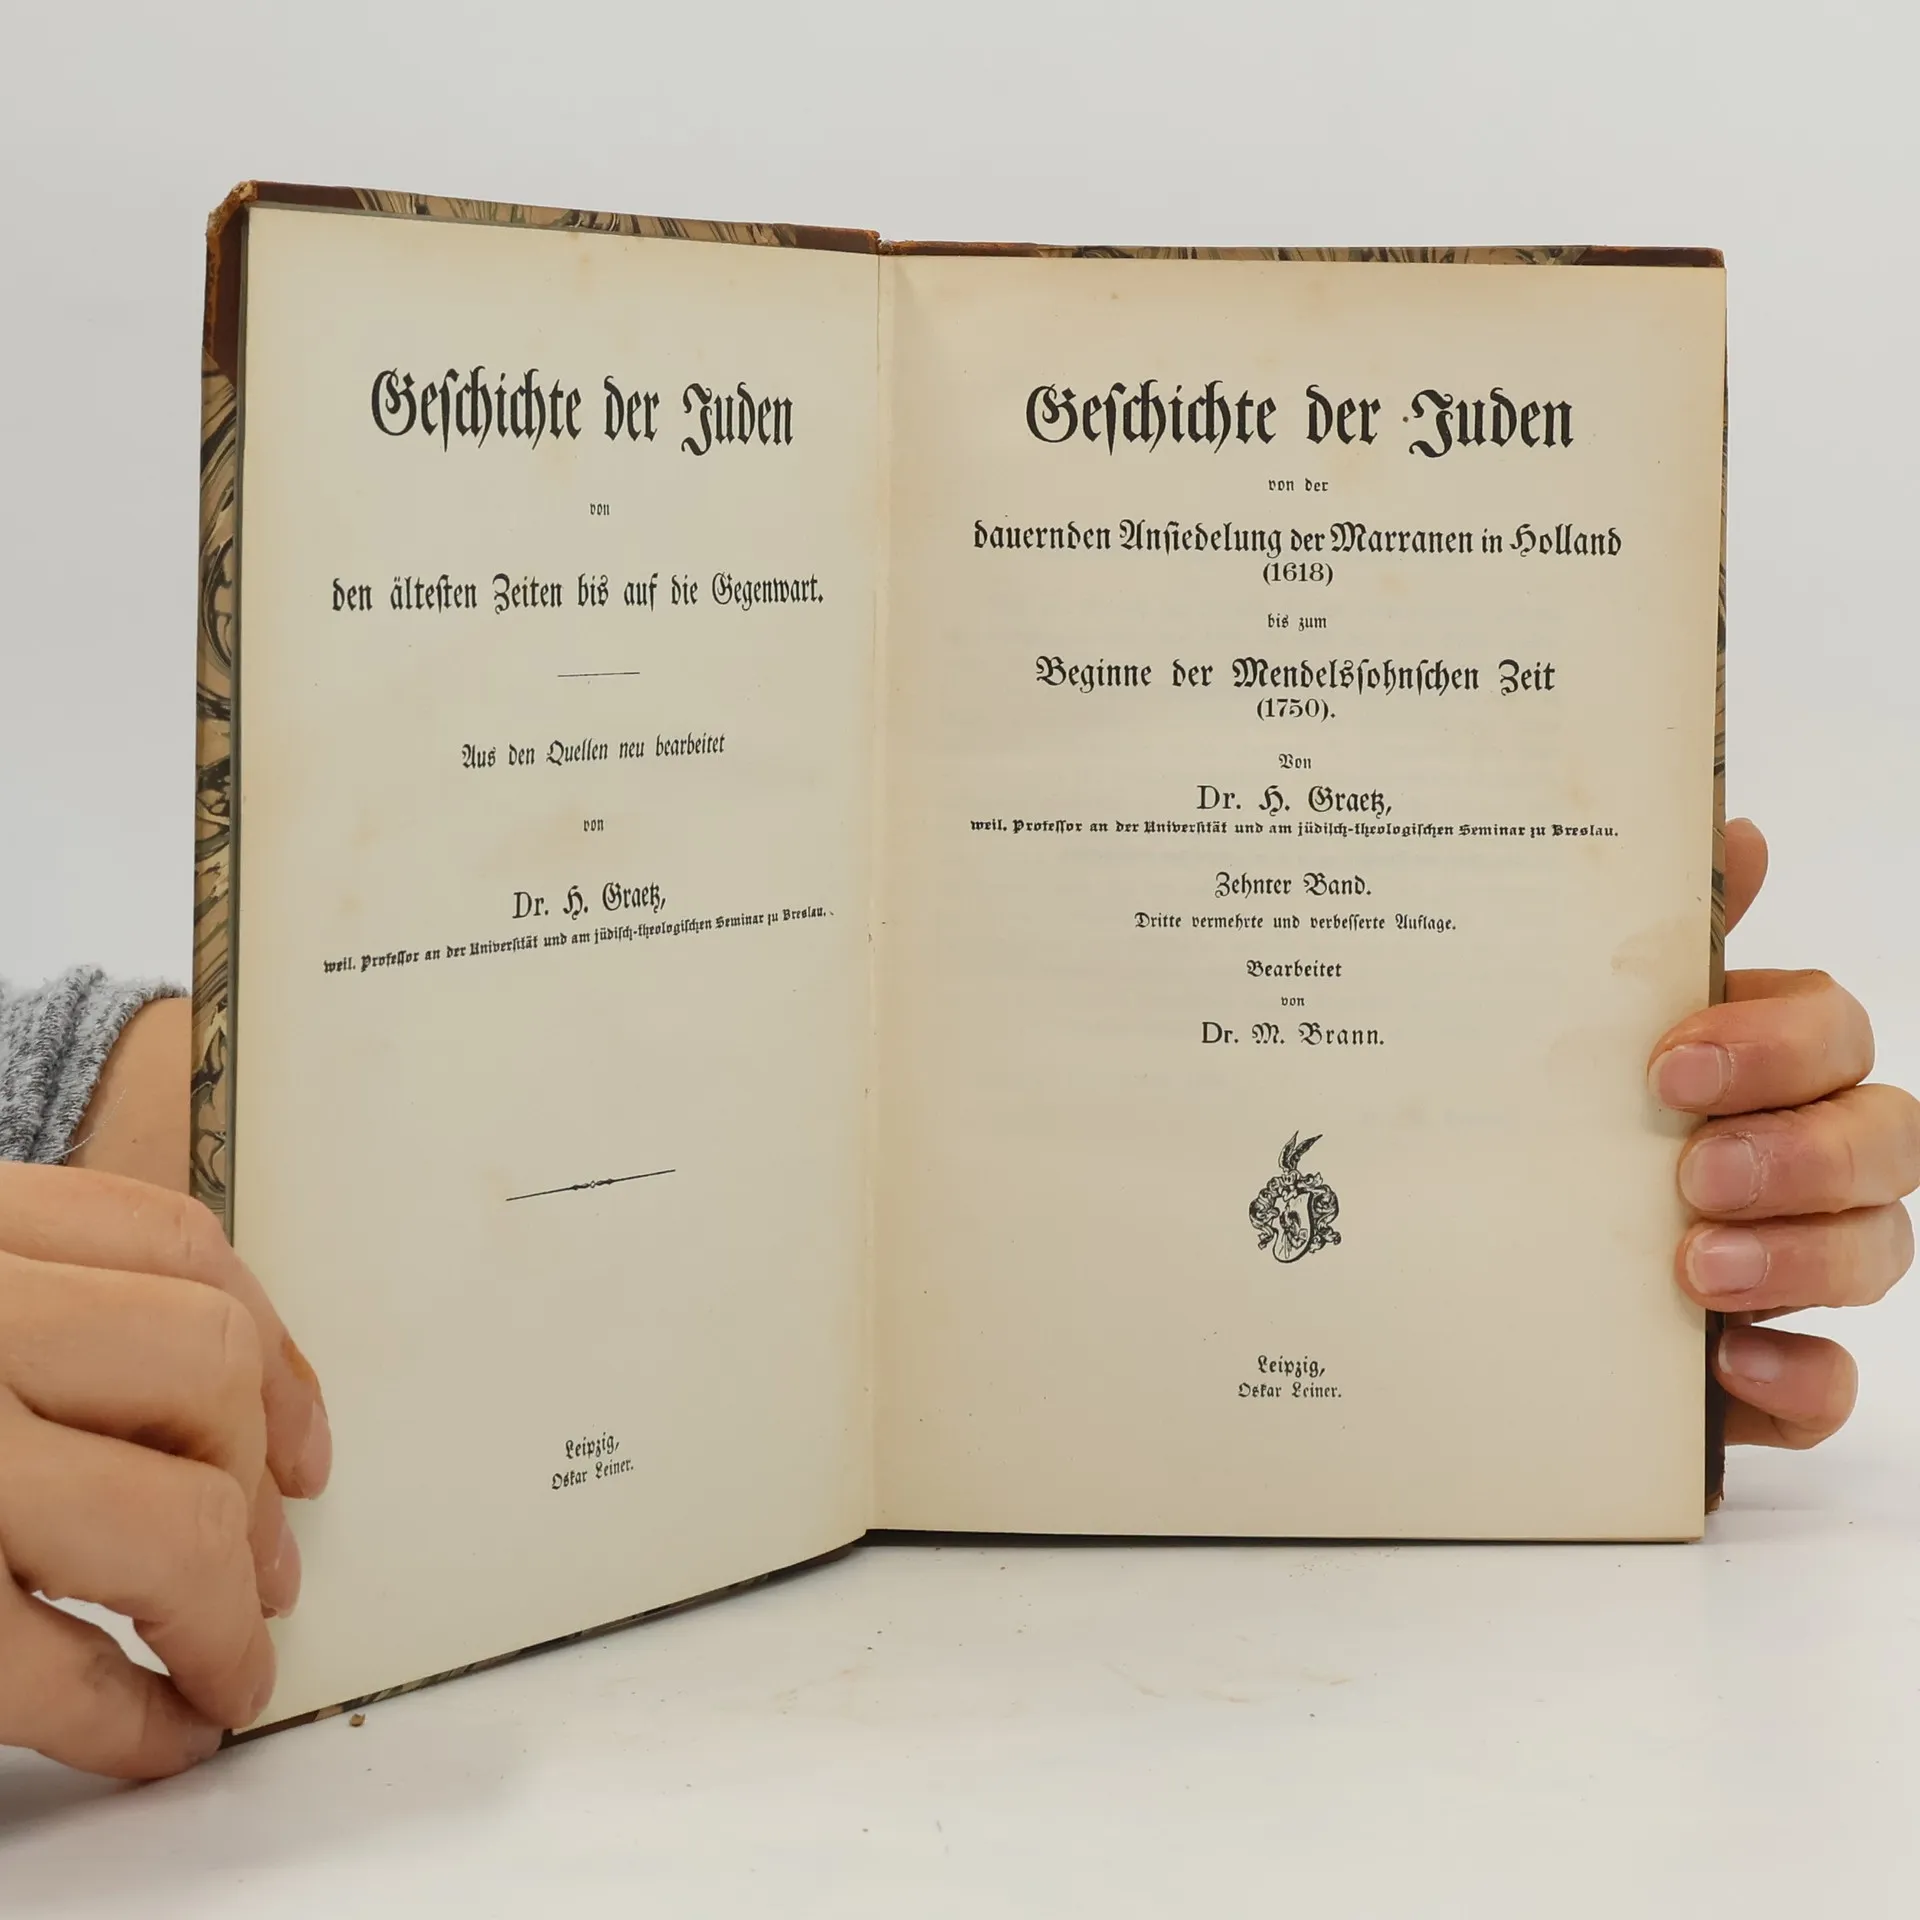 Geschichte der Juden
von
den ältesten Zeiten bis auf die Gegenwart.
Aus den Quellen neu bearbeitet
von
Dr. H. Graetz,
weil. Professor an der Universität und am jüdisch-theologischen Seminar zu Breslau.
Leipzig,
Oskar Leiner.
Geschichte der Juden
von der
dauernden Ansiedelung der Marranen in Holland
(1618)
bis zum
Beginne der Mendelssohnschen Zeit
(1750).
Von
Dr. H. Graetz,
weil. Professor an der Universität und am jüdisch-theologischen Seminar zu Breslau.
Zehnter Band.
Dritte vermehrte und verbesserte Auflage.
Bearbeitet
von
Dr. M. Brann.
Leipzig,
Oskar Leiner.